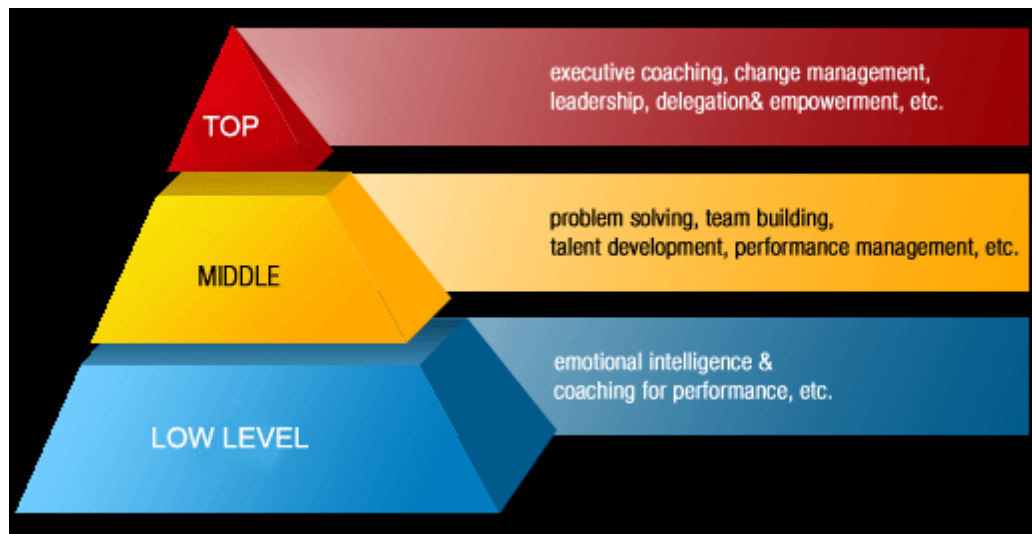 TOP
executive coaching, change management,
leadership, delegation& empowerment, etc.
MIDDLE
problem solving, team building,
talent development, performance management, etc.
LOW LEVEL
emotional intelligence &
coaching for performance, etc.